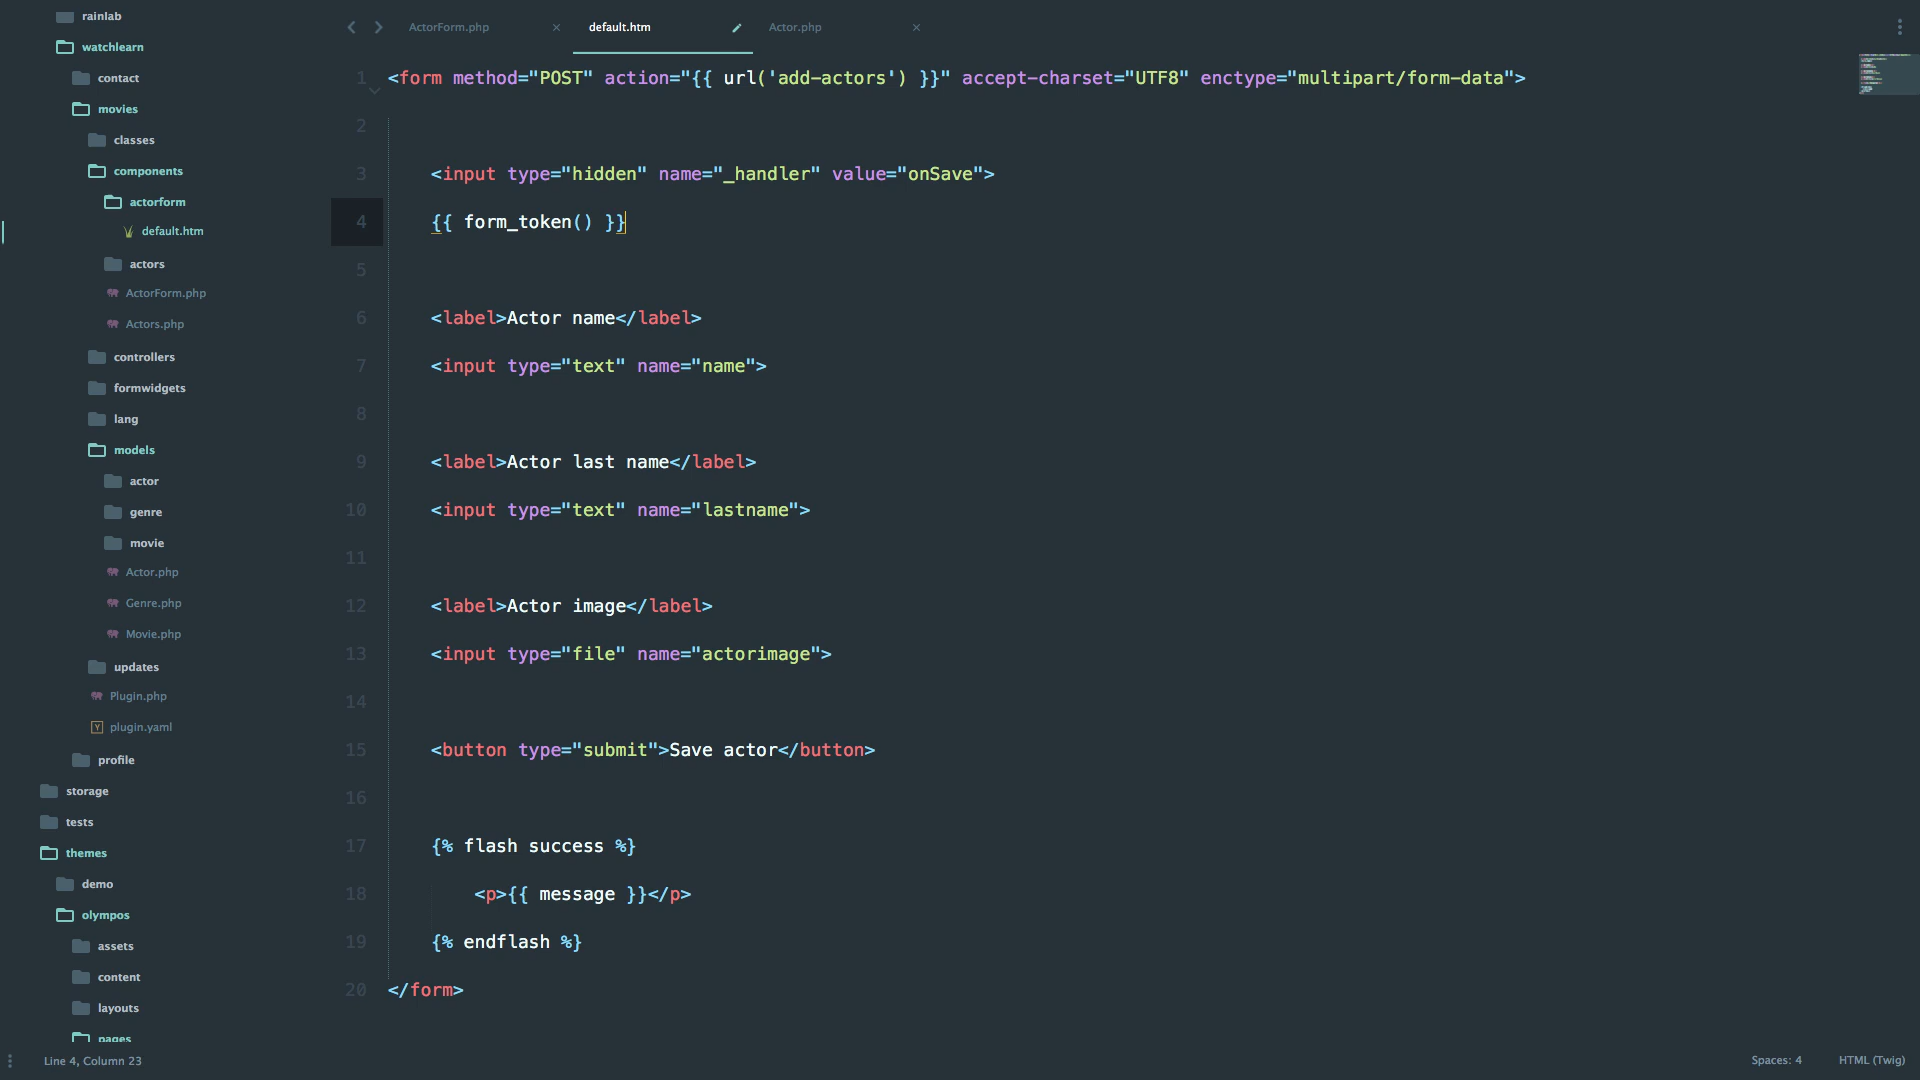 rainlab
watchlearn
contact
movies
classes
components
actorform
default.htm
actors
ActorForm.php
Actors.php
controllers
formwidgets
lang
models
actor
genre
movie
Actor.php
Genre.php
Movie.php
updates
Plugin.php
plugin.yaml
profile
storage
tests
themes
demo
olympos
assets
content
layouts
pages
ActorForm.php
default.htm
Actor.php
1 <form method="POST" action="{{ url('add-actors') }}" accept-charset="UTF8" enctype="multipart/form-data">
2
3 <input type="hidden" name="_handler" value="onSave">
4 {{ form_token() }}
5
6 <label>Actor name</label>
7 <input type="text" name="name">
8
9 <label>Actor last name</label>
10 <input type="text" name="lastname">
11
12 <label>Actor image</label>
13 <input type="file" name="actorimage">
14
15 <button type="submit">Save actor</button>
16
17 {% flash success %}
18 <p>{{ message }}</p>
19 {% endflash %}
20 </form>
Line 4, Column 23
Spaces: 4
HTML (Twig)